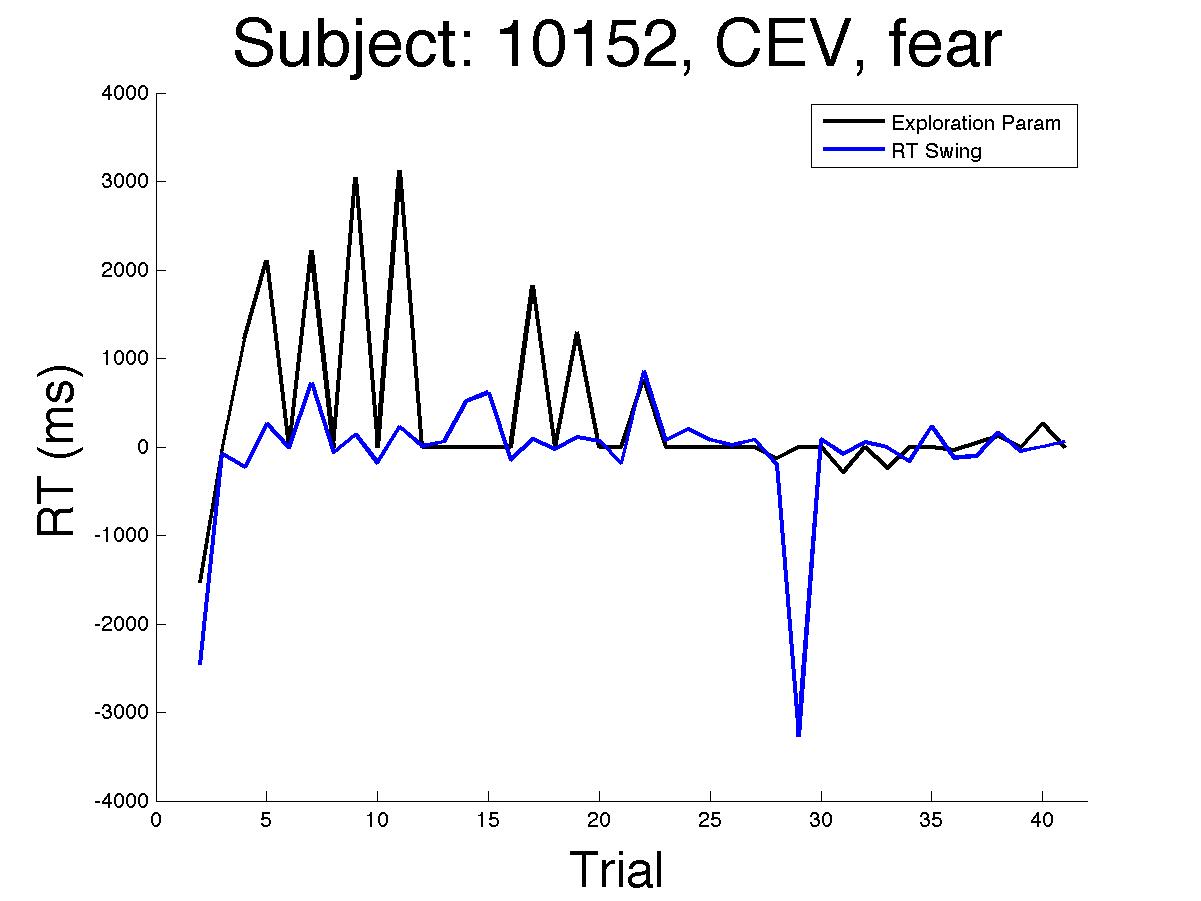 Subject: 10152, CEV, fear
4000
3000
2000
1000
0
-1000
-2000
-3000
-4000
RT (ms)
Exploration Param
RT Swing
0 5 10 15 20 25 30 35 40
Trial